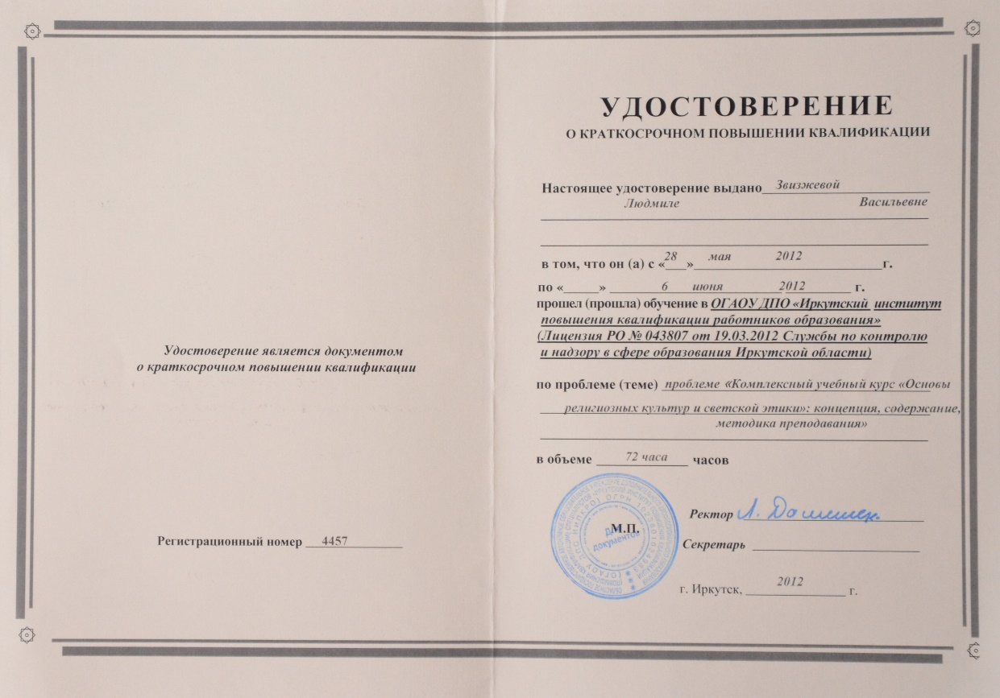 Удостоверение является документом
о краткосрочном повышении квалификации
Регистрационный номер 4457
УДОСТОВЕРЕНИЕ
О КРАТКОСРОЧНОМ ПОВЫШЕНИИ КВАЛИФИКАЦИИ
Настоящее удостоверение выдано Звизжевой
Людмиле Васильевне
в том, что он (а) с «28» мая 2012 г.
по «___» 6 июня 2012 г.
прошел (прошла) обучение в ОГАОУ ДПО «Иркутский институт
повышения квалификации работников образования»
(Лицензия РО № 043807 от 19.03.2012 Службы по контролю
и надзору в сфере образования Иркутской области)
по проблеме (теме) проблеме «Комплексный учебный курс «Основы
религиозных культур и светской этики»: концепция, содержание,
методика преподавания»
в объеме 72 часа часов
М.П.
Для
документов
Ректор
Секретарь
г. Иркутск, 2012 г.